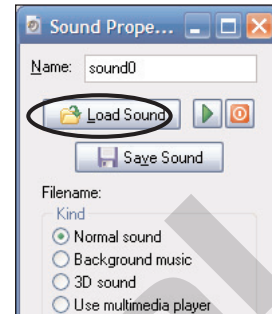 Sound Prope...
Name: sound0
Load Sound
Save Sound
Filename:
Kind
Normal sound
Background music
3D sound
Use multimedia player